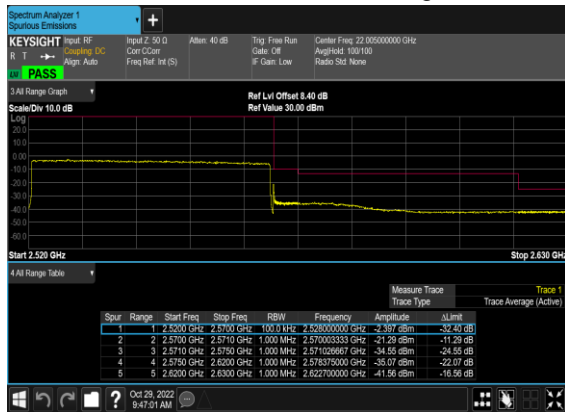 Spectrum Analyzer 1
Spurious Emissions
KEYSIGHT Input: RF Input Z: 50 Ω Atten: 40 dB Trig: Free Run Center Freq: 22.005000000 GHz
R T Coupling: DC Corr CCorr Gate: Off Avg|Hold: 100/100
Align: Auto Freq Ref: Int (S) IF Gain: Low Radio Std: None
PASS
3 All Range Graph
Ref Lvl Offset 8.40 dB
Scale/Div 10.0 dB Ref Value 30.00 dBm
Log
20.0
10.0
0.00
-10.0
-20.0
-30.0
-40.0
-50.0
-60.0
Start 2.520 GHz Stop 2.630 GHz
4 All Range Table
Measure Trace Trace 1
Trace Type Trace Average (Active)
Spur Range Start Freq Stop Freq RBW Frequency Amplitude ΔLimit
1 1 2.5200 GHz 2.5700 GHz 100.0 kHz 2.528000000 GHz -2.397 dBm -32.40 dB
2 2 2.5700 GHz 2.5710 GHz 1.000 MHz 2.570003333 GHz -21.29 dBm -11.29 dB
3 3 2.5710 GHz 2.5750 GHz 1.000 MHz 2.571026667 GHz -34.55 dBm -24.55 dB
4 4 2.5750 GHz 2.6200 GHz 1.000 MHz 2.578375000 GHz -35.07 dBm -22.07 dB
5 5 2.6200 GHz 2.6300 GHz 1.000 MHz 2.622700000 GHz -41.56 dBm -16.56 dB
Oct 29, 2022
9:47:01 AM